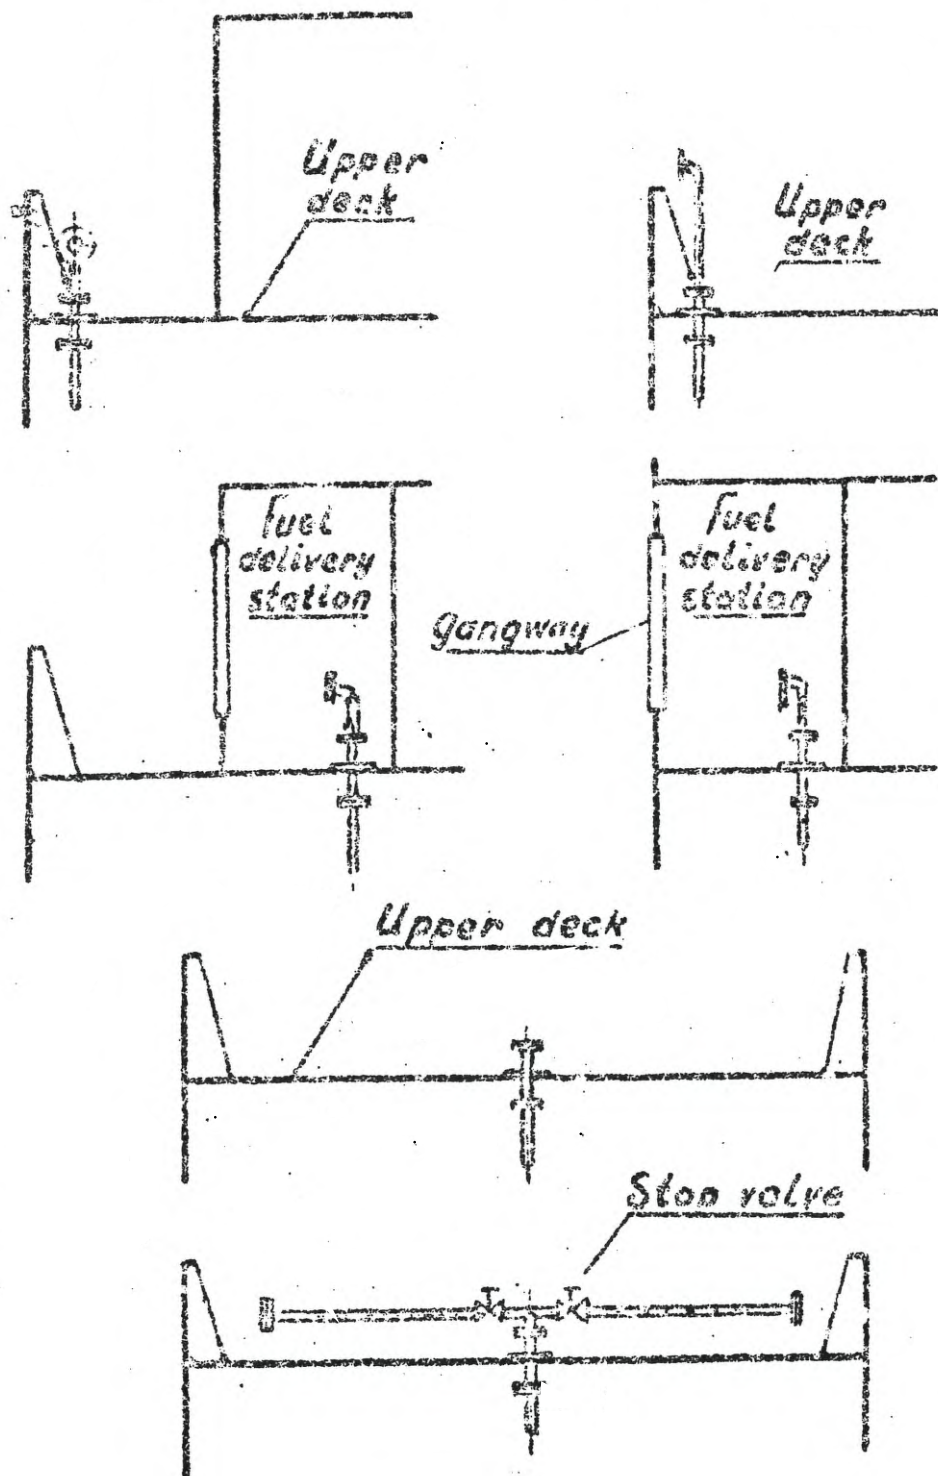 Upper
deck
Upper
deck
Fuel
delivery
station
gangway
Fuel
delivery
station
Upper deck
Stop valve